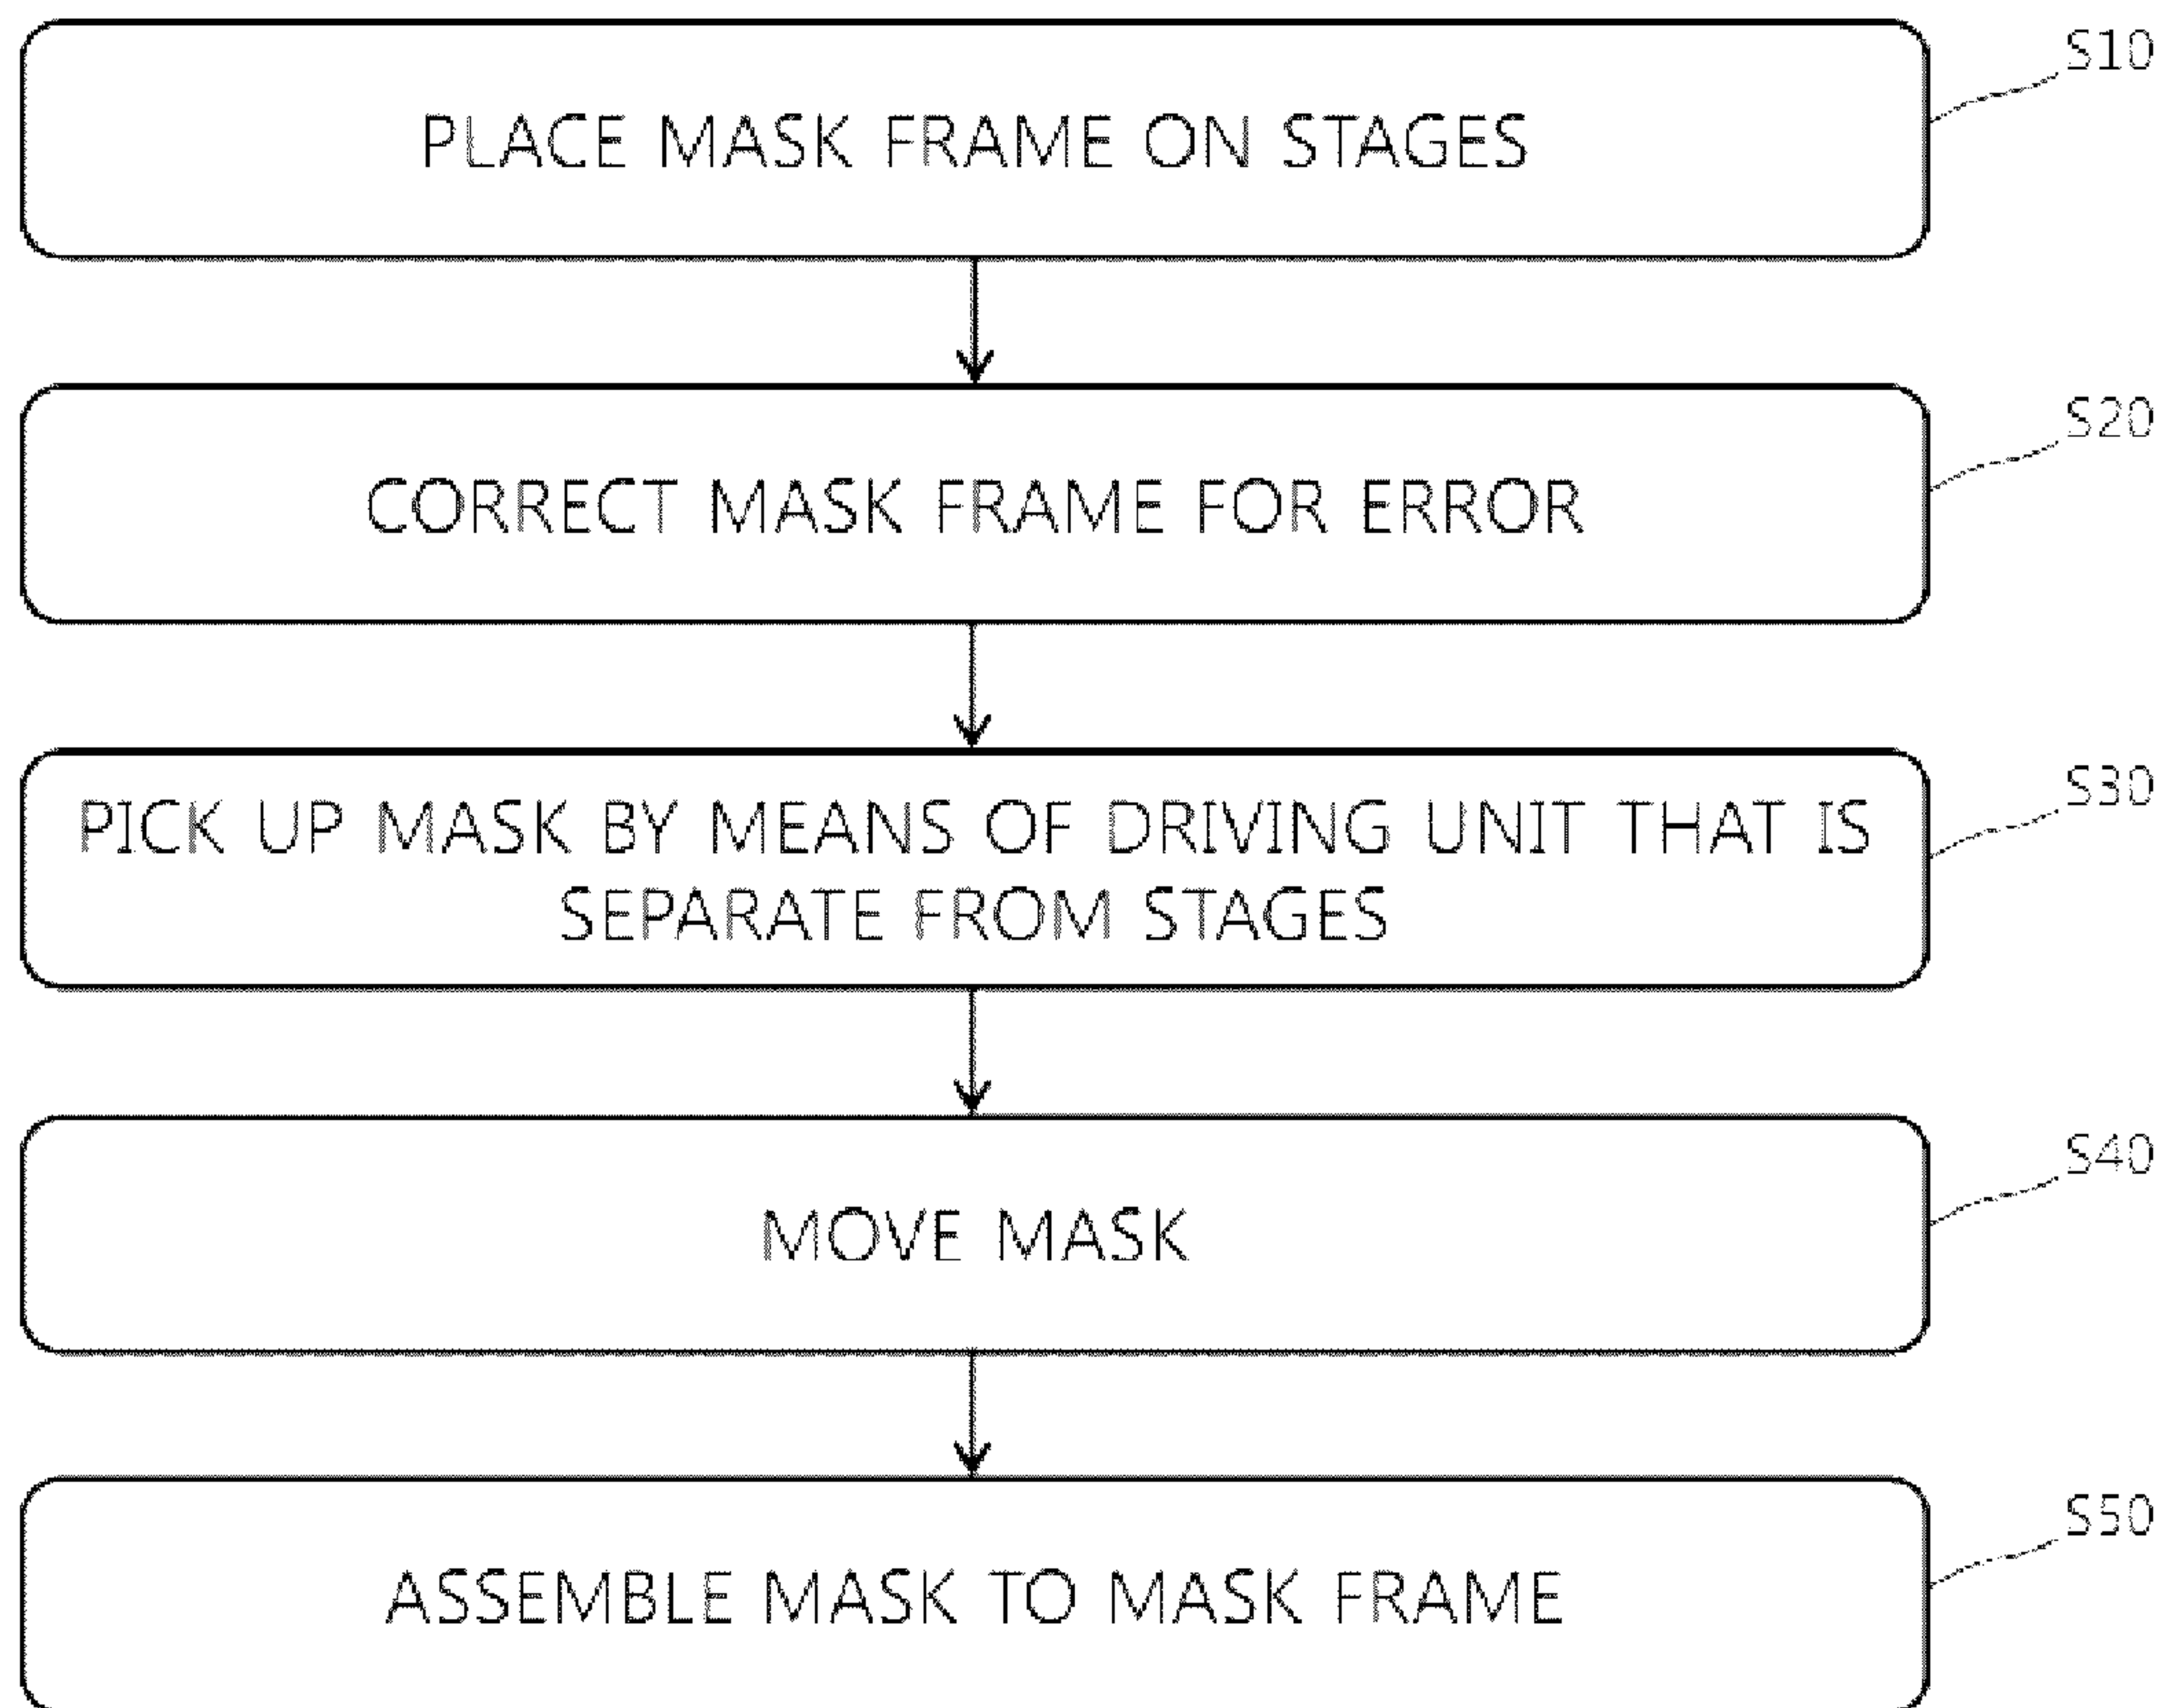 S10
PLACE MASK FRAME ON STAGES
S20
CORRECT MASK FRAME FOR ERROR
S30
PICK UP MASK BY MEANS OF DRIVING UNIT THAT IS
SEPARATE FROM STAGES
S40
MOVE MASK
S50
ASSEMBLE MASK TO MASK FRAME